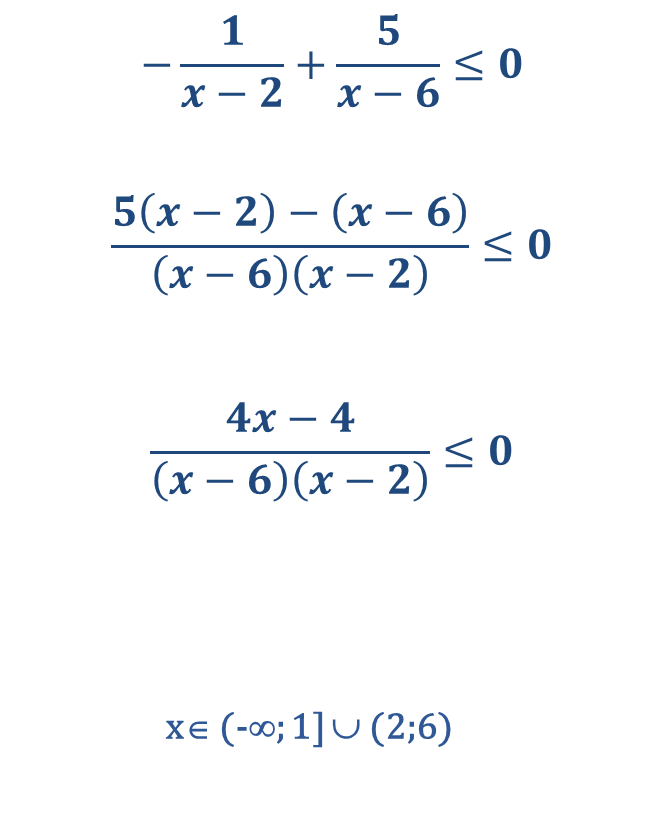 − 1/(x − 2) + 5/(x − 6) ≤ 0
(5(x − 2) − (x − 6))/((x − 6)(x − 2)) ≤ 0
(4x − 4)/((x − 6)(x − 2)) ≤ 0
x∈ (-∞; 1]∪ (2;6)